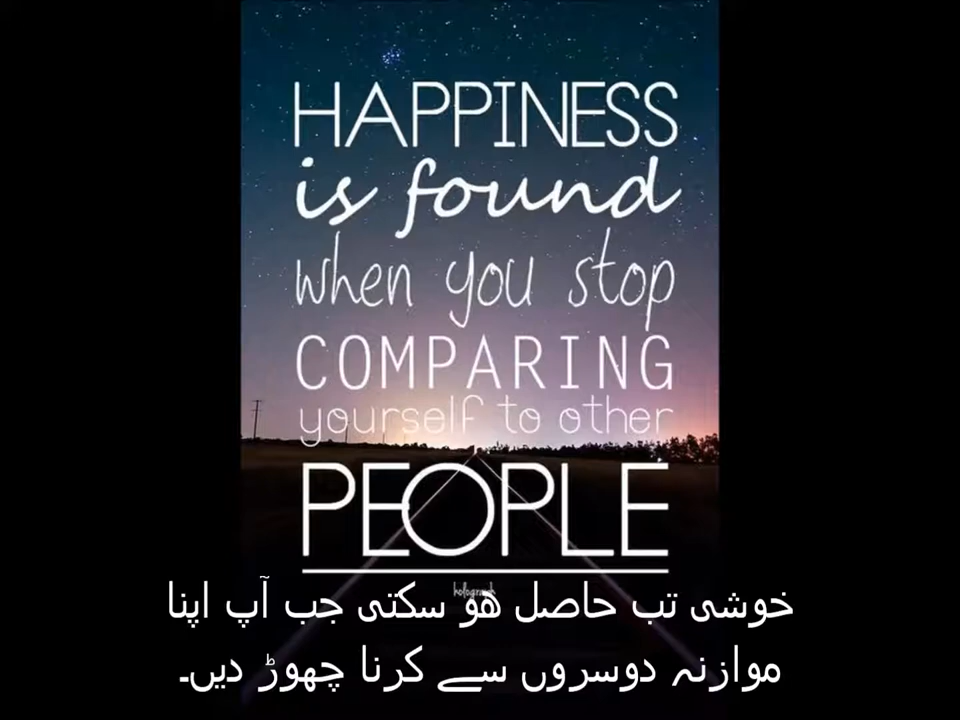 HAPPINESS
is found
when you stop
COMPARING
yourself to other
PEOPLE
خوشی تب حاصل ھو سکتی جب آپ اپنا
موازنہ دوسروں سے کرنا چھوڑ دیں۔